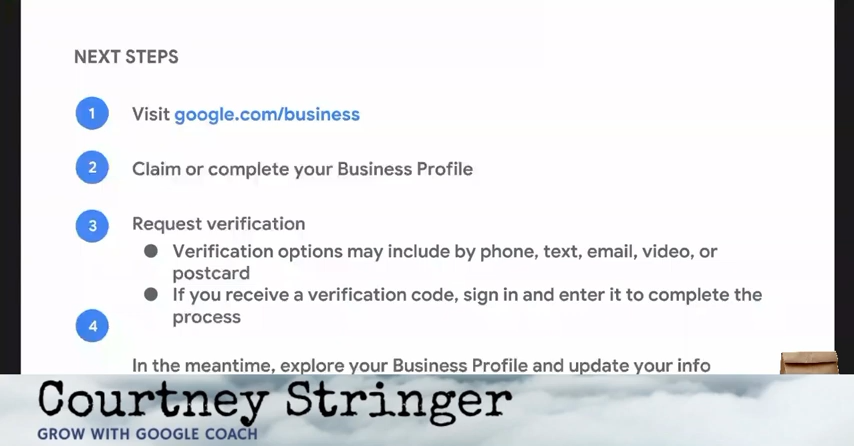 NEXT STEPS
1 Visit google.com/business
2 Claim or complete your Business Profile
3 Request verification
● Verification options may include by phone, text, email, video, or
postcard
● If you receive a verification code, sign in and enter it to complete the
process
4
In the meantime, explore your Business Profile and update your info
Courtney Stringer
GROW WITH GOOGLE COACH